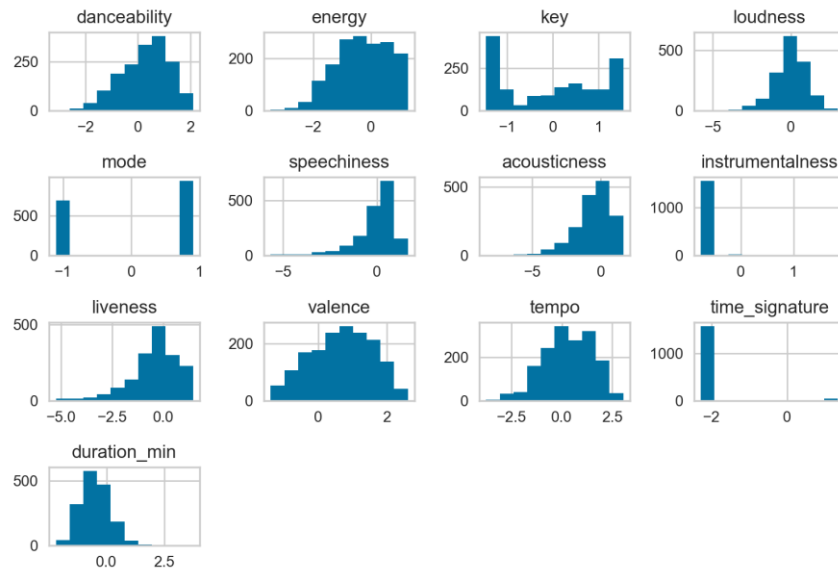 danceability energy key loudness
250 0 −2 0 2
200 0 −2 0
250 0 −1 0 1
500 0 −5 0
mode speechiness acousticness instrumentalness
500 0 −1 0 1
500 0 −5 0
500 0 −5 0
1000 0 0 1
liveness valence tempo time_signature
500 0 −5.0 −2.5 0.0
200 0 0 2
200 0 −2.5 0.0 2.5
1000 0 −2 0
duration_min
500 0 0.0 2.5